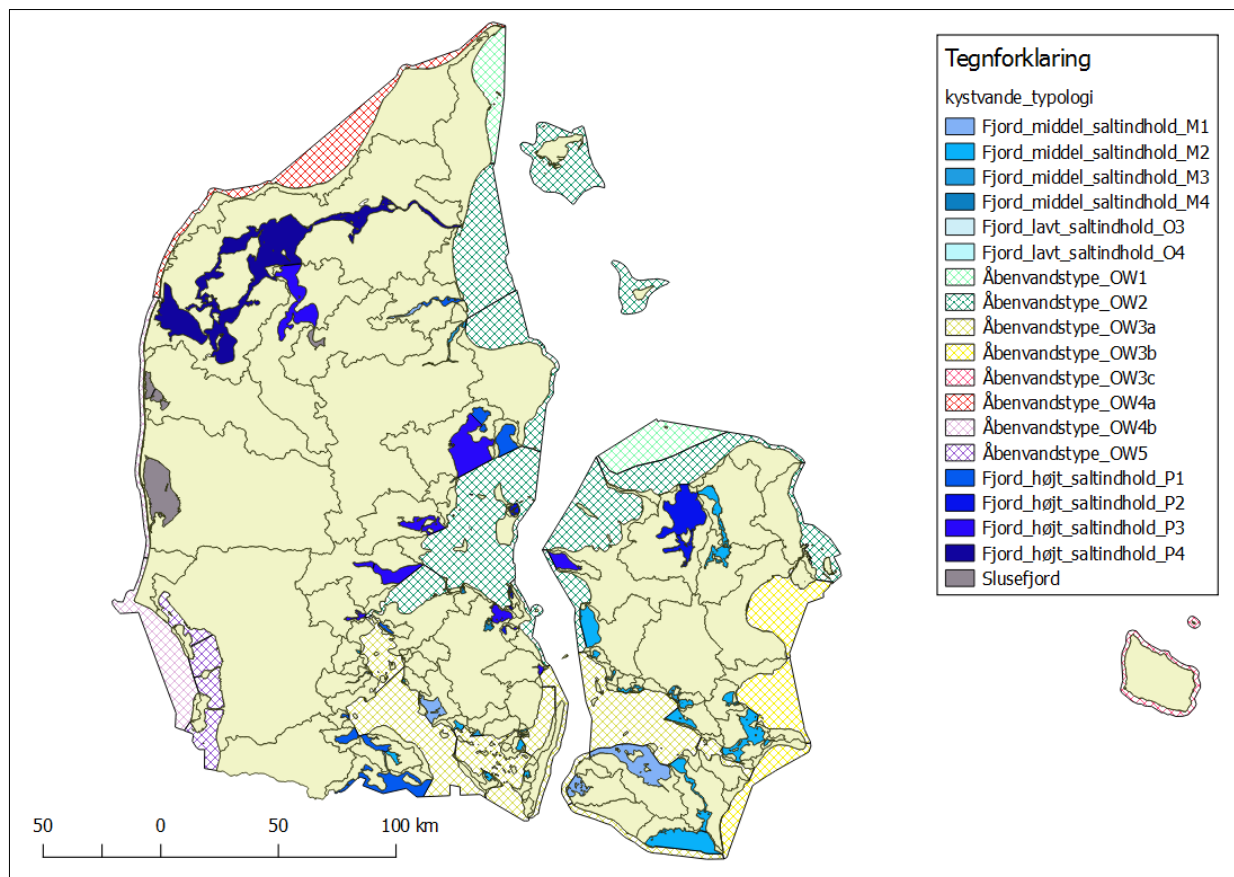 Tegnforklaring
kystvande_typologi
Fjord_middel_saltindhold_M1
Fjord_middel_saltindhold_M2
Fjord_middel_saltindhold_M3
Fjord_middel_saltindhold_M4
Fjord_lavt_saltindhold_O3
Fjord_lavt_saltindhold_O4
Åbenvandstype_OW1
Åbenvandstype_OW2
Åbenvandstype_OW3a
Åbenvandstype_OW3b
Åbenvandstype_OW3c
Åbenvandstype_OW4a
Åbenvandstype_OW4b
Åbenvandstype_OW5
Fjord_højt_saltindhold_P1
Fjord_højt_saltindhold_P2
Fjord_højt_saltindhold_P3
Fjord_højt_saltindhold_P4
Slusefjord
50 0 50 100 km